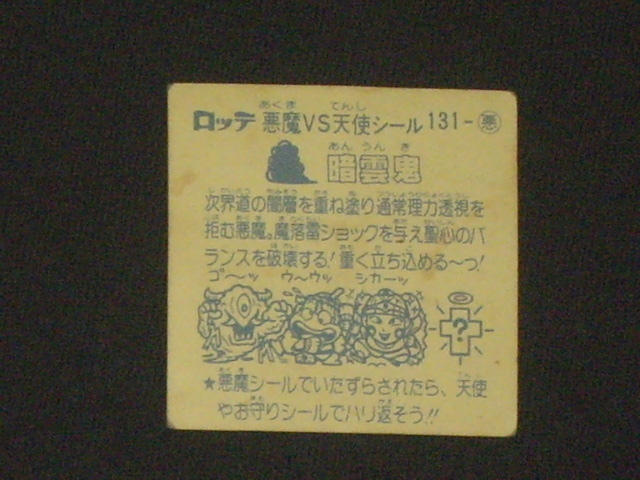 ロッテ 悪魔VS天使シール 131-悪
暗雲鬼
次界道の闇層を重ね塗り通常理力透視を
拒む悪魔。魔落雷ショックを与え聖心のバ
ランスを破壊する!重く立ち込める〜っ!
ゴ〜ッ ウ〜ウッ シカーッ
?
★悪魔シールでいたずらされたら、天使
やお守りシールでハリ返そう!!